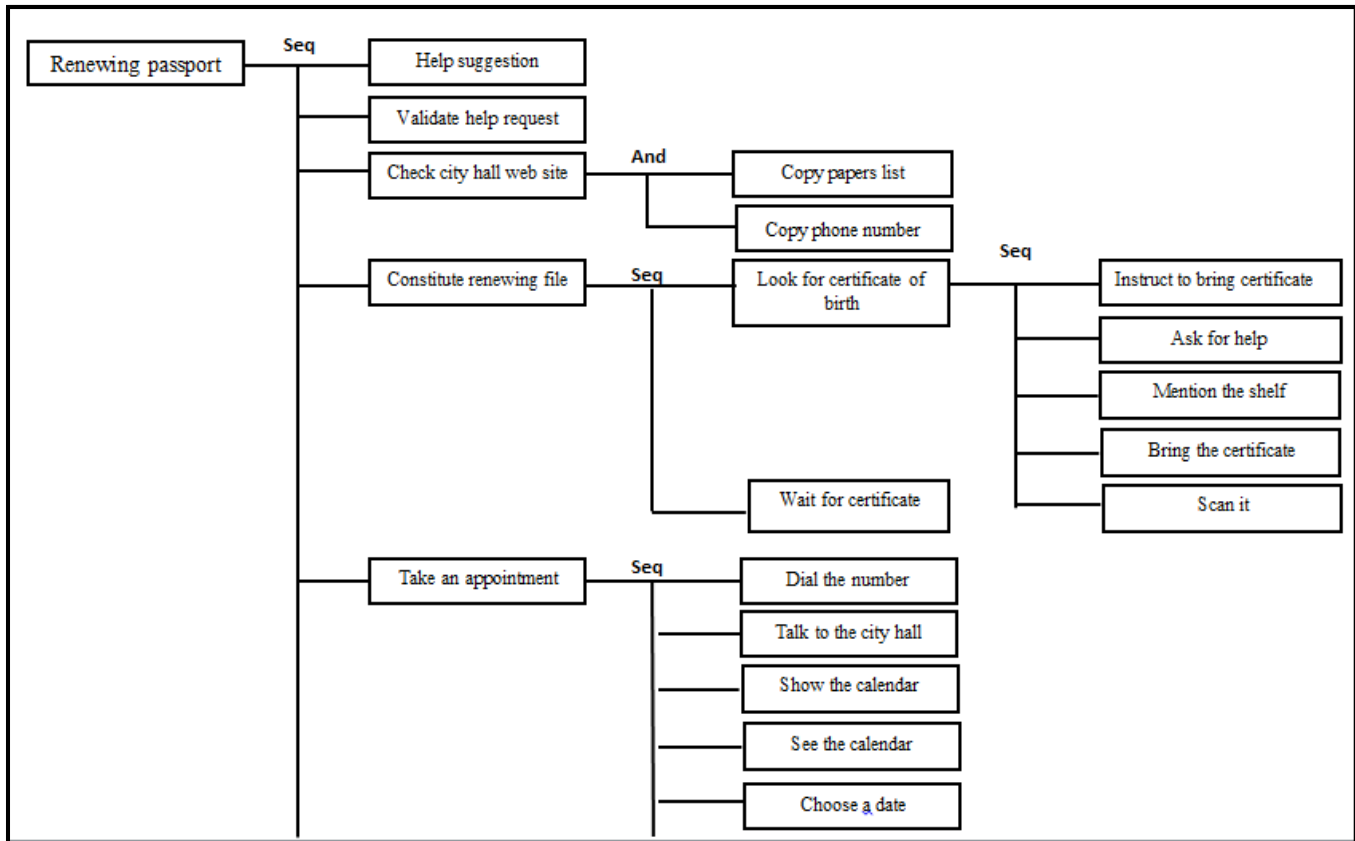 Seq
Renewing passport
Help suggestion
Validate help request
Check city hall web site
And
Copy papers list
Copy phone number
Constitute renewing file
Seq
Look for certificate of
birth
Seq
Instruct to bring certificate
Ask for help
Mention the shelf
Bring the certificate
Scan it
Wait for certificate
Take an appointment
Seq
Dial the number
Talk to the city hall
Show the calendar
See the calendar
Choose a date